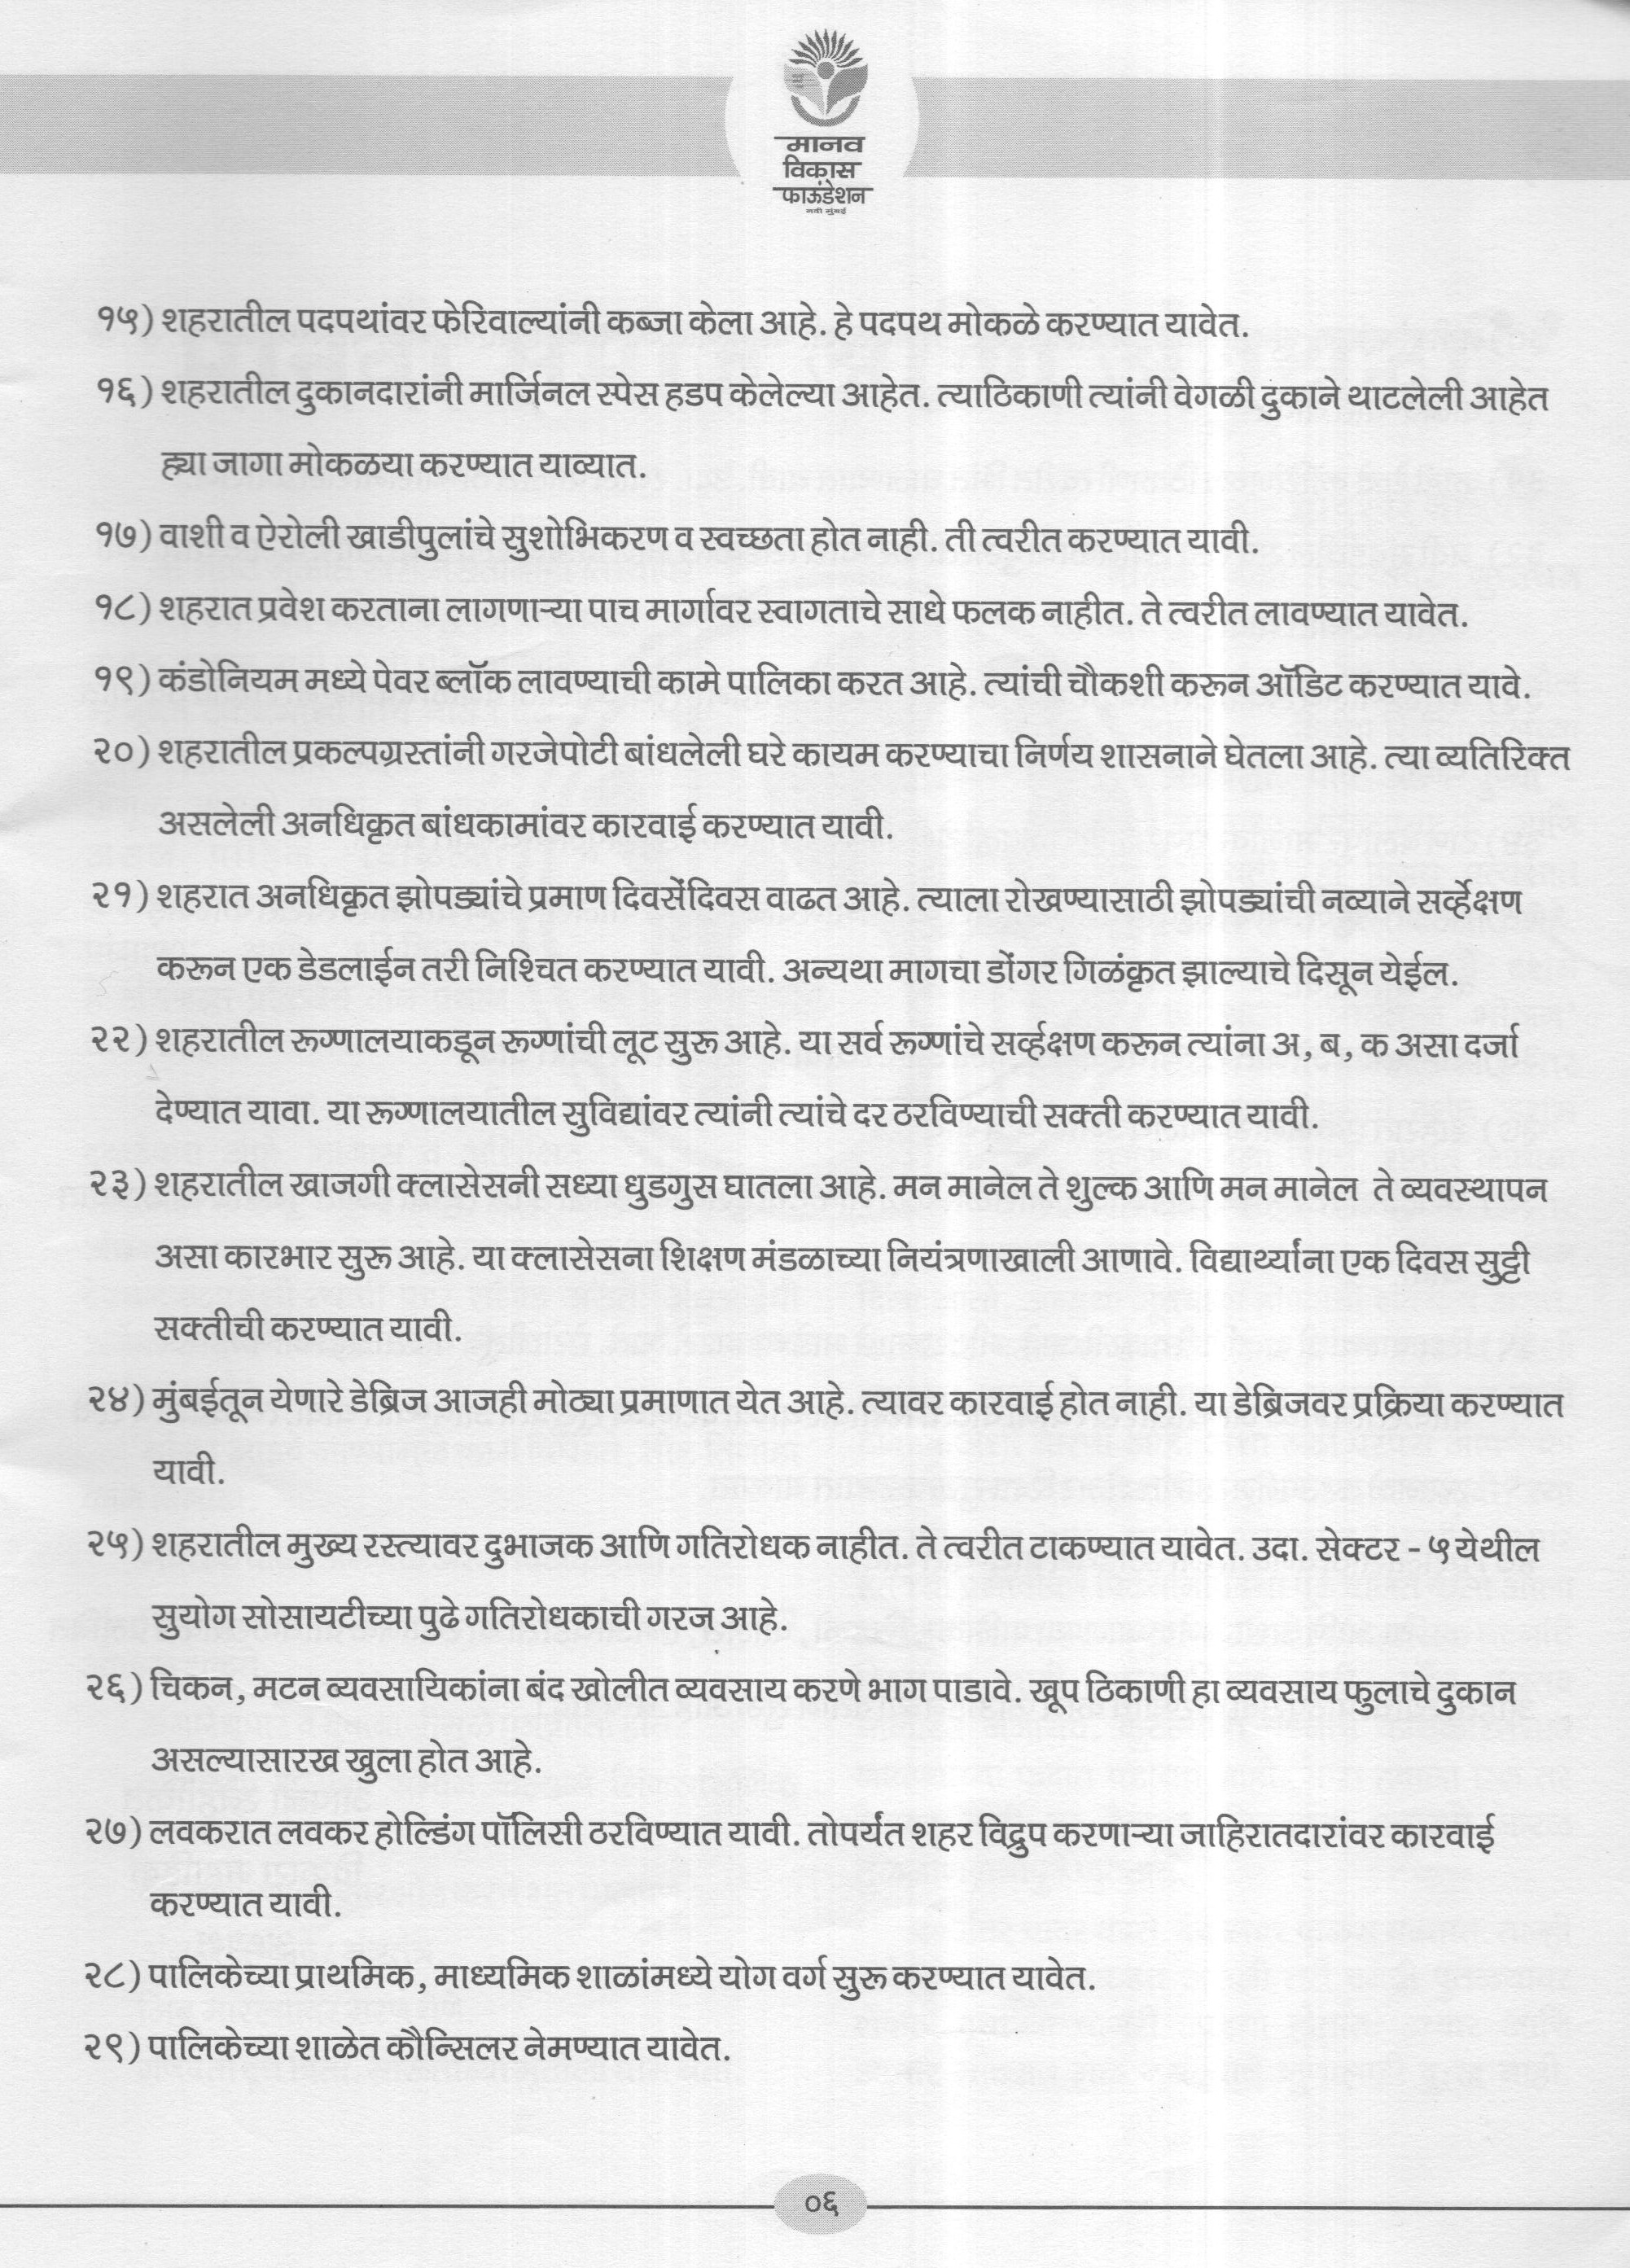 मानव
विकास
फाऊंडेशन
नवी मुंबई
१५) शहरातील पदपथांवर फेरिवाल्यांनी कब्जा केला आहे. हे पदपथ मोकळे करण्यात यावेत.
१६) शहरातील दुकानदारांनी मार्जिनल स्पेस हडप केलेल्या आहेत. त्याठिकाणी त्यांनी वेगळी दुकाने थाटलेली आहेत
ह्या जागा मोकळया करण्यात याव्यात.
१७) वाशी व ऐरोली खाडीपुलांचे सुशोभिकरण व स्वच्छता होत नाही. ती त्वरीत करण्यात यावी.
१८) शहरात प्रवेश करताना लागणाऱ्या पाच मार्गावर स्वागताचे साधे फलक नाहीत. ते त्वरीत लावण्यात यावेत.
१९) कंडोनियम मध्ये पेवर ब्लॉक लावण्याची कामे पालिका करत आहे. त्यांची चौकशी करून ऑडिट करण्यात यावे.
२०) शहरातील प्रकल्पग्रस्तांनी गरजेपोटी बांधलेली घरे कायम करण्याचा निर्णय शासनाने घेतला आहे. त्या व्यतिरिक्त
असलेली अनधिकृत बांधकामांवर कारवाई करण्यात यावी.
२१) शहरात अनधिकृत झोपड्यांचे प्रमाण दिवसेंदिवस वाढत आहे. त्याला रोखण्यासाठी झोपड्यांची नव्याने सर्व्हेक्षण
करून एक डेडलाईन तरी निश्चित करण्यात यावी. अन्यथा मागचा डोंगर गिळंकृत झाल्याचे दिसून येईल.
२२) शहरातील रूग्णालयाकडून रूग्णांची लूट सुरू आहे. या सर्व रूग्णांचे सर्व्हक्षण करून त्यांना अ, ब, क असा दर्जा
देण्यात यावा. या रूग्णालयातील सुविद्यांवर त्यांनी त्यांचे दर ठरविण्याची सक्ती करण्यात यावी.
२३) शहरातील खाजगी क्लासेसनी सध्या धुडगुस घातला आहे. मन मानेल ते शुल्क आणि मन मानेल ते व्यवस्थापन
असा कारभार सुरू आहे. या क्लासेसना शिक्षण मंडळाच्या नियंत्रणाखाली आणावे. विद्यार्थ्यांना एक दिवस सुट्टी
सक्तीची करण्यात यावी.
२४) मुंबईतून येणारे डेब्रिज आजही मोठ्या प्रमाणात येत आहे. त्यावर कारवाई होत नाही. या डेब्रिजवर प्रक्रिया करण्यात
यावी.
२५) शहरातील मुख्य रस्त्यावर दुभाजक आणि गतिरोधक नाहीत. ते त्वरीत टाकण्यात यावेत. उदा. सेक्टर - ५ येथील
सुयोग सोसायटीच्या पुढे गतिरोधकाची गरज आहे.
२६) चिकन, मटन व्यवसायिकांना बंद खोलीत व्यवसाय करणे भाग पाडावे. खूप ठिकाणी हा व्यवसाय फुलाचे दुकान
असल्यासारख खुला होत आहे.
२७) लवकरात लवकर होल्डिंग पॉलिसी ठरविण्यात यावी. तोपर्यंत शहर विद्रुप करणाऱ्या जाहिरातदारांवर कारवाई
करण्यात यावी.
२८) पालिकेच्या प्राथमिक, माध्यमिक शाळांमध्ये योग वर्ग सुरू करण्यात यावेत.
२९) पालिकेच्या शाळेत कौन्सिलर नेमण्यात यावेत.
०६